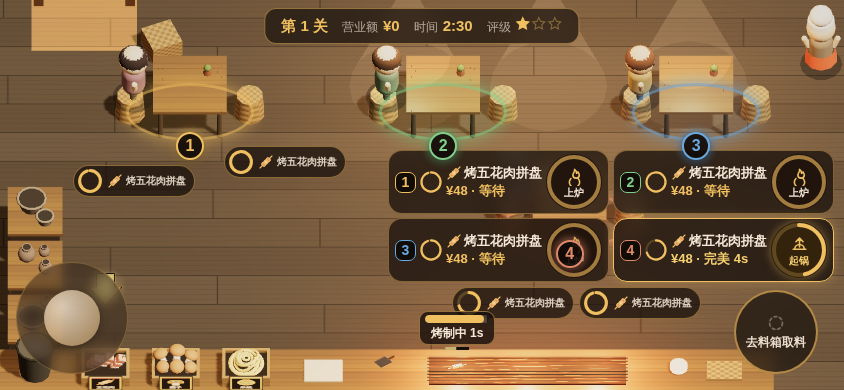 第 1 关 营业额 ¥0 时间 2:30 评级
1
2
3
烤五花肉拼盘
烤五花肉拼盘
1 烤五花肉拼盘
¥48 · 等待
上炉
2 烤五花肉拼盘
¥48 · 等待
上炉
3 烤五花肉拼盘
¥48 · 等待
4
4 烤五花肉拼盘
¥48 · 完美 4s
起锅
烤五花肉拼盘
烤五花肉拼盘
烤制中 1s
去料箱取料